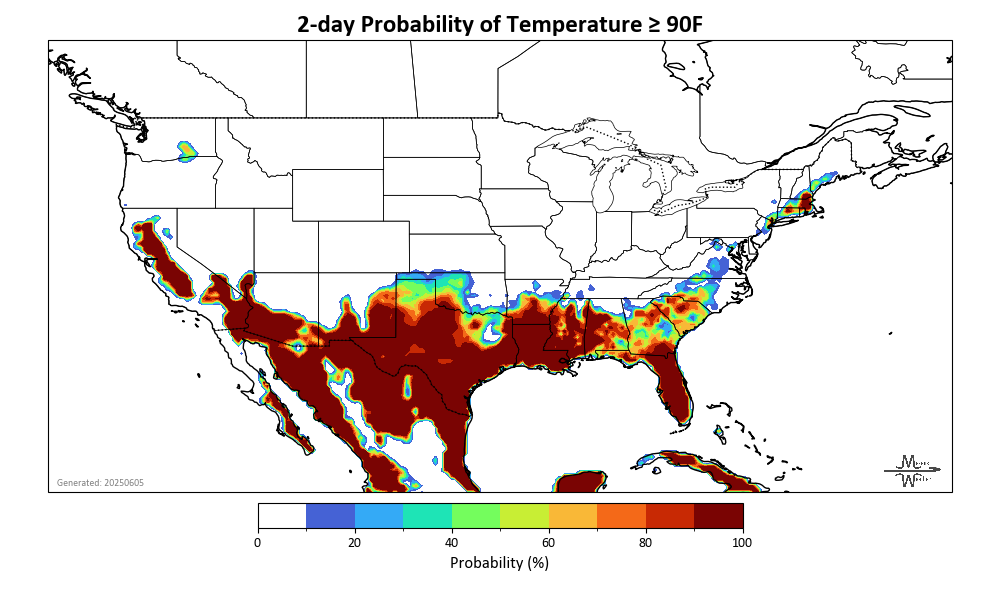 2-day Probability of Temperature ≥ 90F
Generated: 20250605
0 20 40 60 80 100
Probability (%)